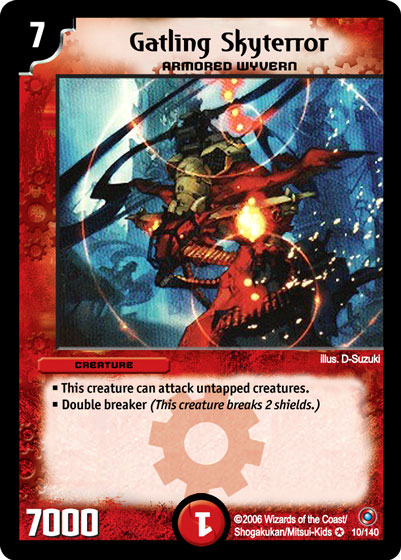 7
Gatling Skyterror
ARMORED WYVERN
illus. D-Suzuki
CREATURE
▪ This creature can attack untapped creatures.
▪ Double breaker (This creature breaks 2 shields.)
7000
1
©2006 Wizards of the Coast/
Shogakukan/Mitsui-Kids ✪ 10/140